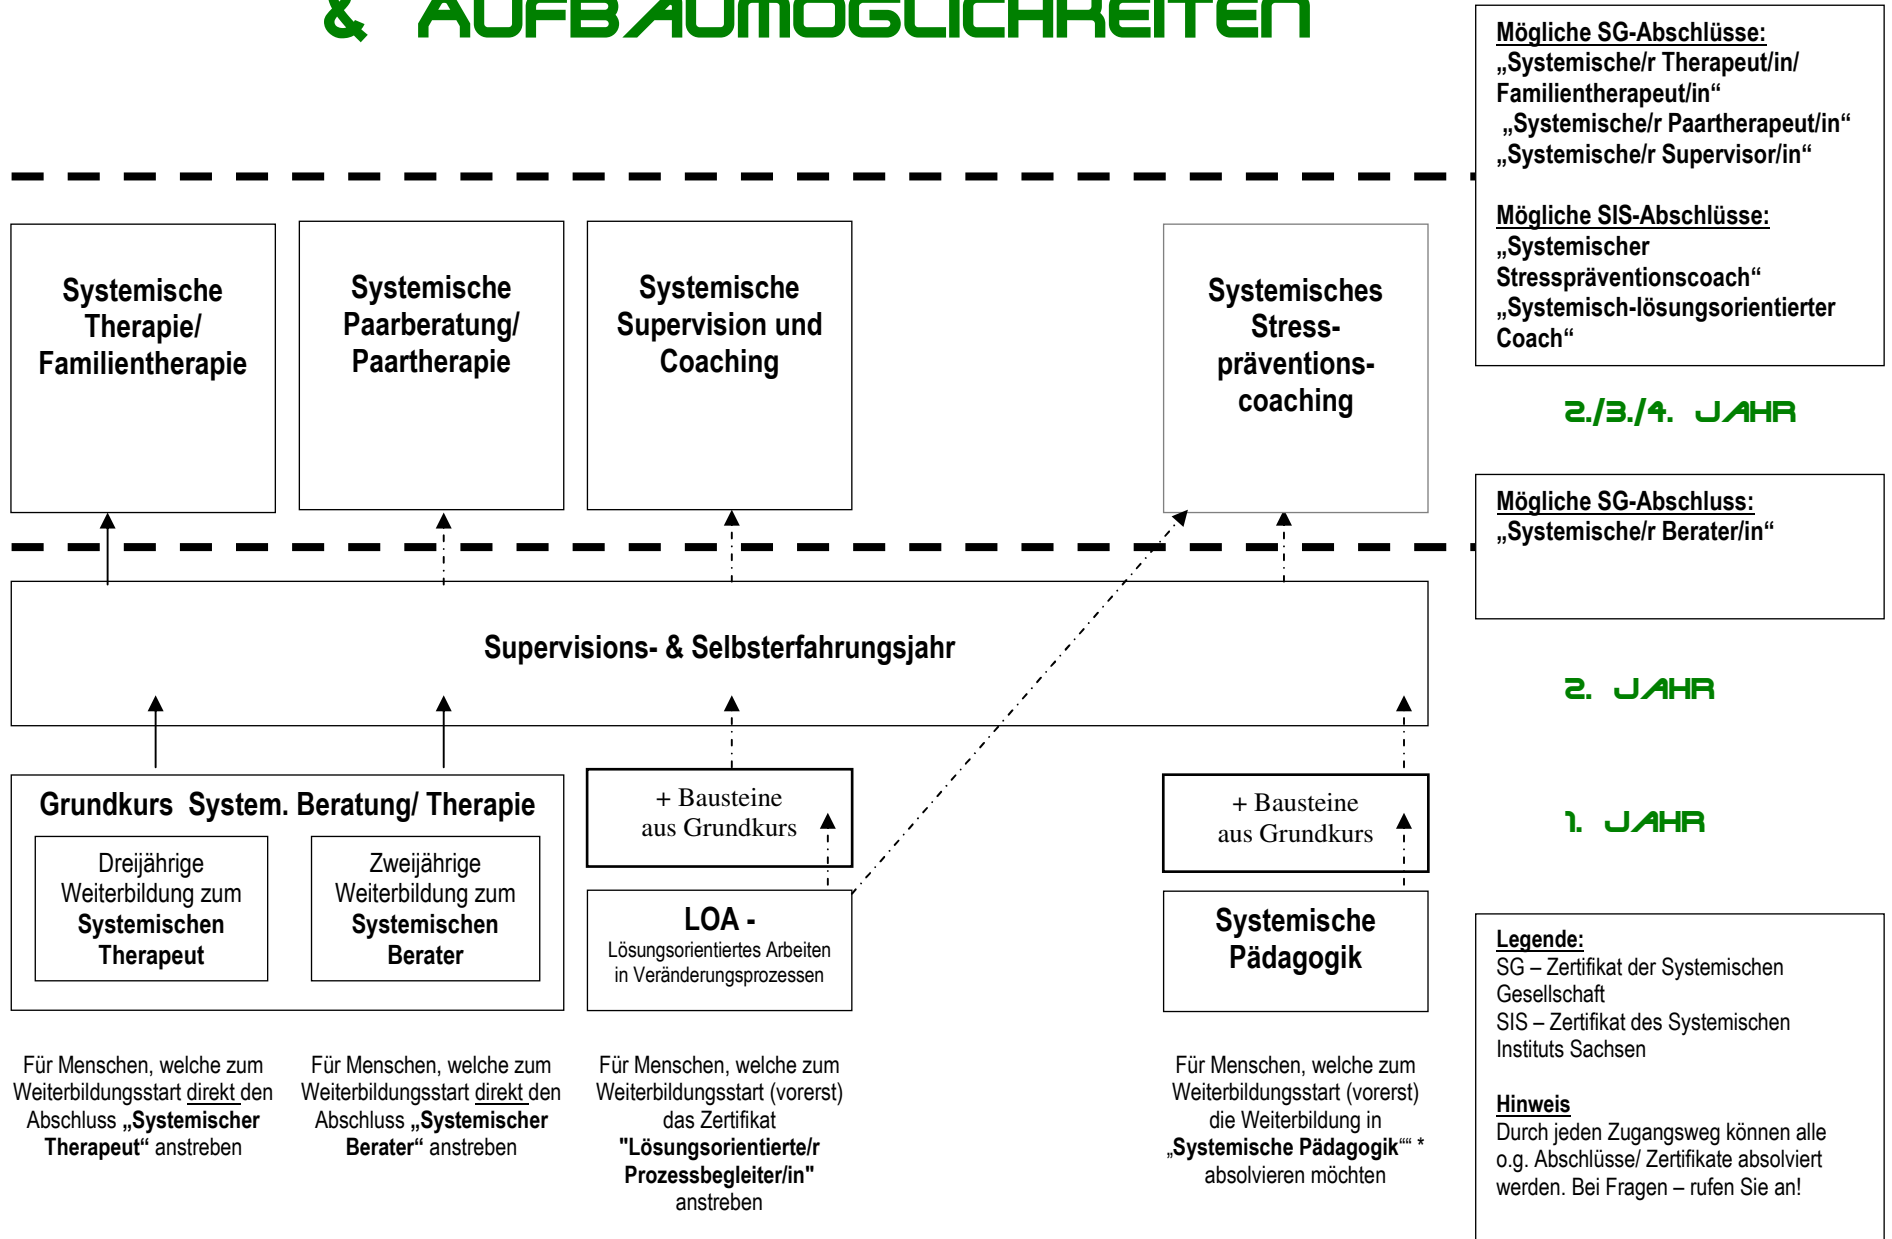 & AUFBAUMÖGLICHKEITEN
Mögliche SG-Abschlüsse:
„Systemische/r Therapeut/in/
Familientherapeut/in“
„Systemische/r Paartherapeut/in“
„Systemische/r Supervisor/in“
Mögliche SIS-Abschlüsse:
„Systemischer
Stresspräventionscoach“
„Systemisch-lösungsorientierter
Coach“
Systemische
Therapie/
Familientherapie
Systemische
Paarberatung/
Paartherapie
Systemische
Supervision und
Coaching
Systemisches
Stress-
präventions-
coaching
2./3./4. JAHR
Mögliche SG-Abschluss:
„Systemische/r Berater/in“
Supervisions- & Selbsterfahrungsjahr
2. JAHR
Grundkurs System. Beratung/ Therapie
Dreijährige
Weiterbildung zum
Systemischen
Therapeut
Zweijährige
Weiterbildung zum
Systemischen
Berater
+ Bausteine
aus Grundkurs
LOA -
Lösungsorientiertes Arbeiten
in Veränderungsprozessen
+ Bausteine
aus Grundkurs
Systemische
Pädagogik
1. JAHR
Für Menschen, welche zum
Weiterbildungsstart direkt den
Abschluss „Systemischer
Therapeut“ anstreben
Für Menschen, welche zum
Weiterbildungsstart direkt den
Abschluss „Systemischer
Berater“ anstreben
Für Menschen, welche zum
Weiterbildungsstart (vorerst)
das Zertifikat
"Lösungsorientierte/r
Prozessbegleiter/in"
anstreben
Für Menschen, welche zum
Weiterbildungsstart (vorerst)
die Weiterbildung in
„Systemische Pädagogik““ *
absolvieren möchten
Legende:
SG – Zertifikat der Systemischen
Gesellschaft
SIS – Zertifikat des Systemischen
Instituts Sachsen
Hinweis
Durch jeden Zugangsweg können alle
o.g. Abschlüsse/ Zertifikate absolviert
werden. Bei Fragen – rufen Sie an!